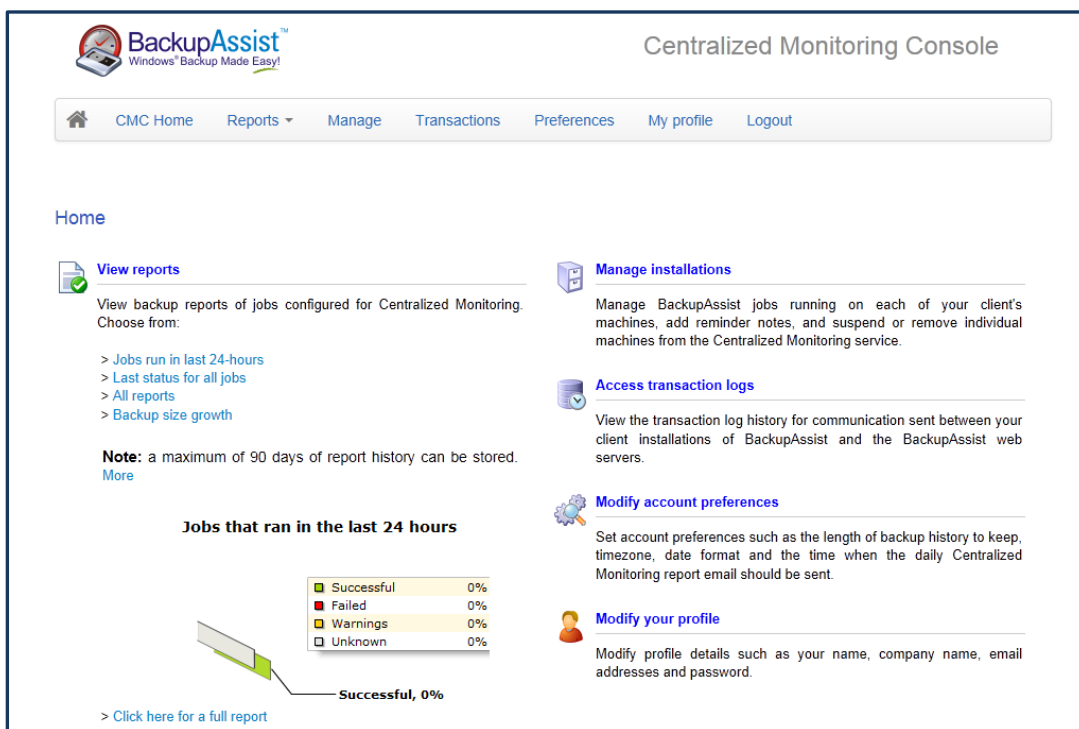 BackupAssist™
Windows® Backup Made Easy!
Centralized Monitoring Console
CMC Home Reports Manage Transactions Preferences My profile Logout
Home
View reports
View backup reports of jobs configured for Centralized Monitoring.
Choose from:
> Jobs run in last 24-hours
> Last status for all jobs
> All reports
> Backup size growth
Note: a maximum of 90 days of report history can be stored.
More
Jobs that ran in the last 24 hours
Successful 0%
Failed 0%
Warnings 0%
Unknown 0%
Successful, 0%
> Click here for a full report
Manage installations
Manage BackupAssist jobs running on each of your client's
machines, add reminder notes, and suspend or remove individual
machines from the Centralized Monitoring service.
Access transaction logs
View the transaction log history for communication sent between your
client installations of BackupAssist and the BackupAssist web
servers.
Modify account preferences
Set account preferences such as the length of backup history to keep,
timezone, date format and the time when the daily Centralized
Monitoring report email should be sent.
Modify your profile
Modify profile details such as your name, company name, email
addresses and password.